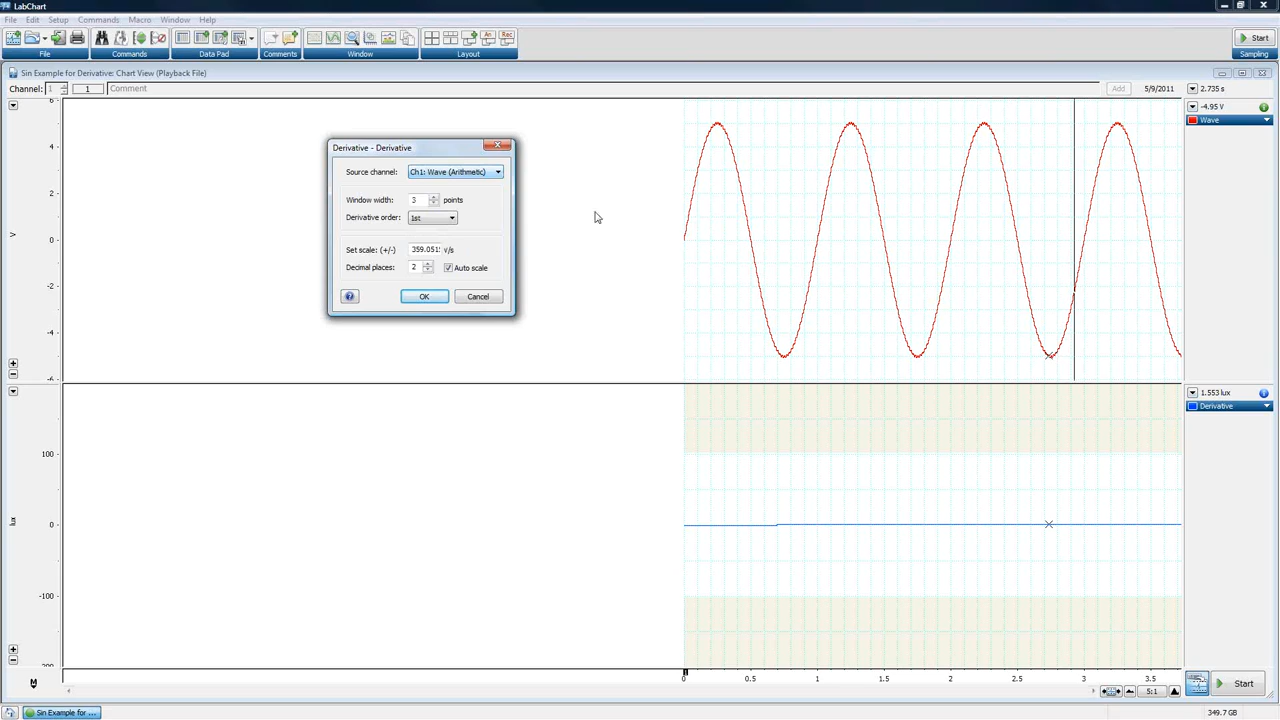 LabChart
File Edit Setup Commands Macro Window Help
File Commands Data Pad Comments Window Layout Sampling
Start
Sin Example for Derivative: Chart View (Playback File)
Channel: 1 1 Comment Add 5/9/2011 2.735 s
-4.95 V
Wave
6
4
2
0
-2
-4
-6
V
Derivative - Derivative
Source channel: Ch1: Wave (Arithmetic)
Window width: 3 points
Derivative order: 1st
Set scale: (+/-) 359.051 V/s
Decimal places: 2 Auto scale
OK Cancel
1.553 lux
Derivative
100
0
-100
-200
lux
M
0 0.5 1 1.5 2 2.5 3 3.5
5:1
Start
Sin Example for ...
349.7 GB